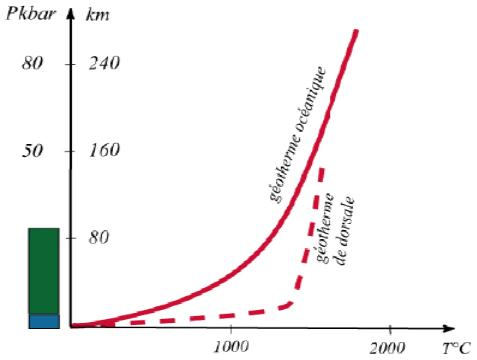 Pkbar km
80 240
50 160
80
géotherme océanique
géotherme
de dorsale
1000 2000 T°C